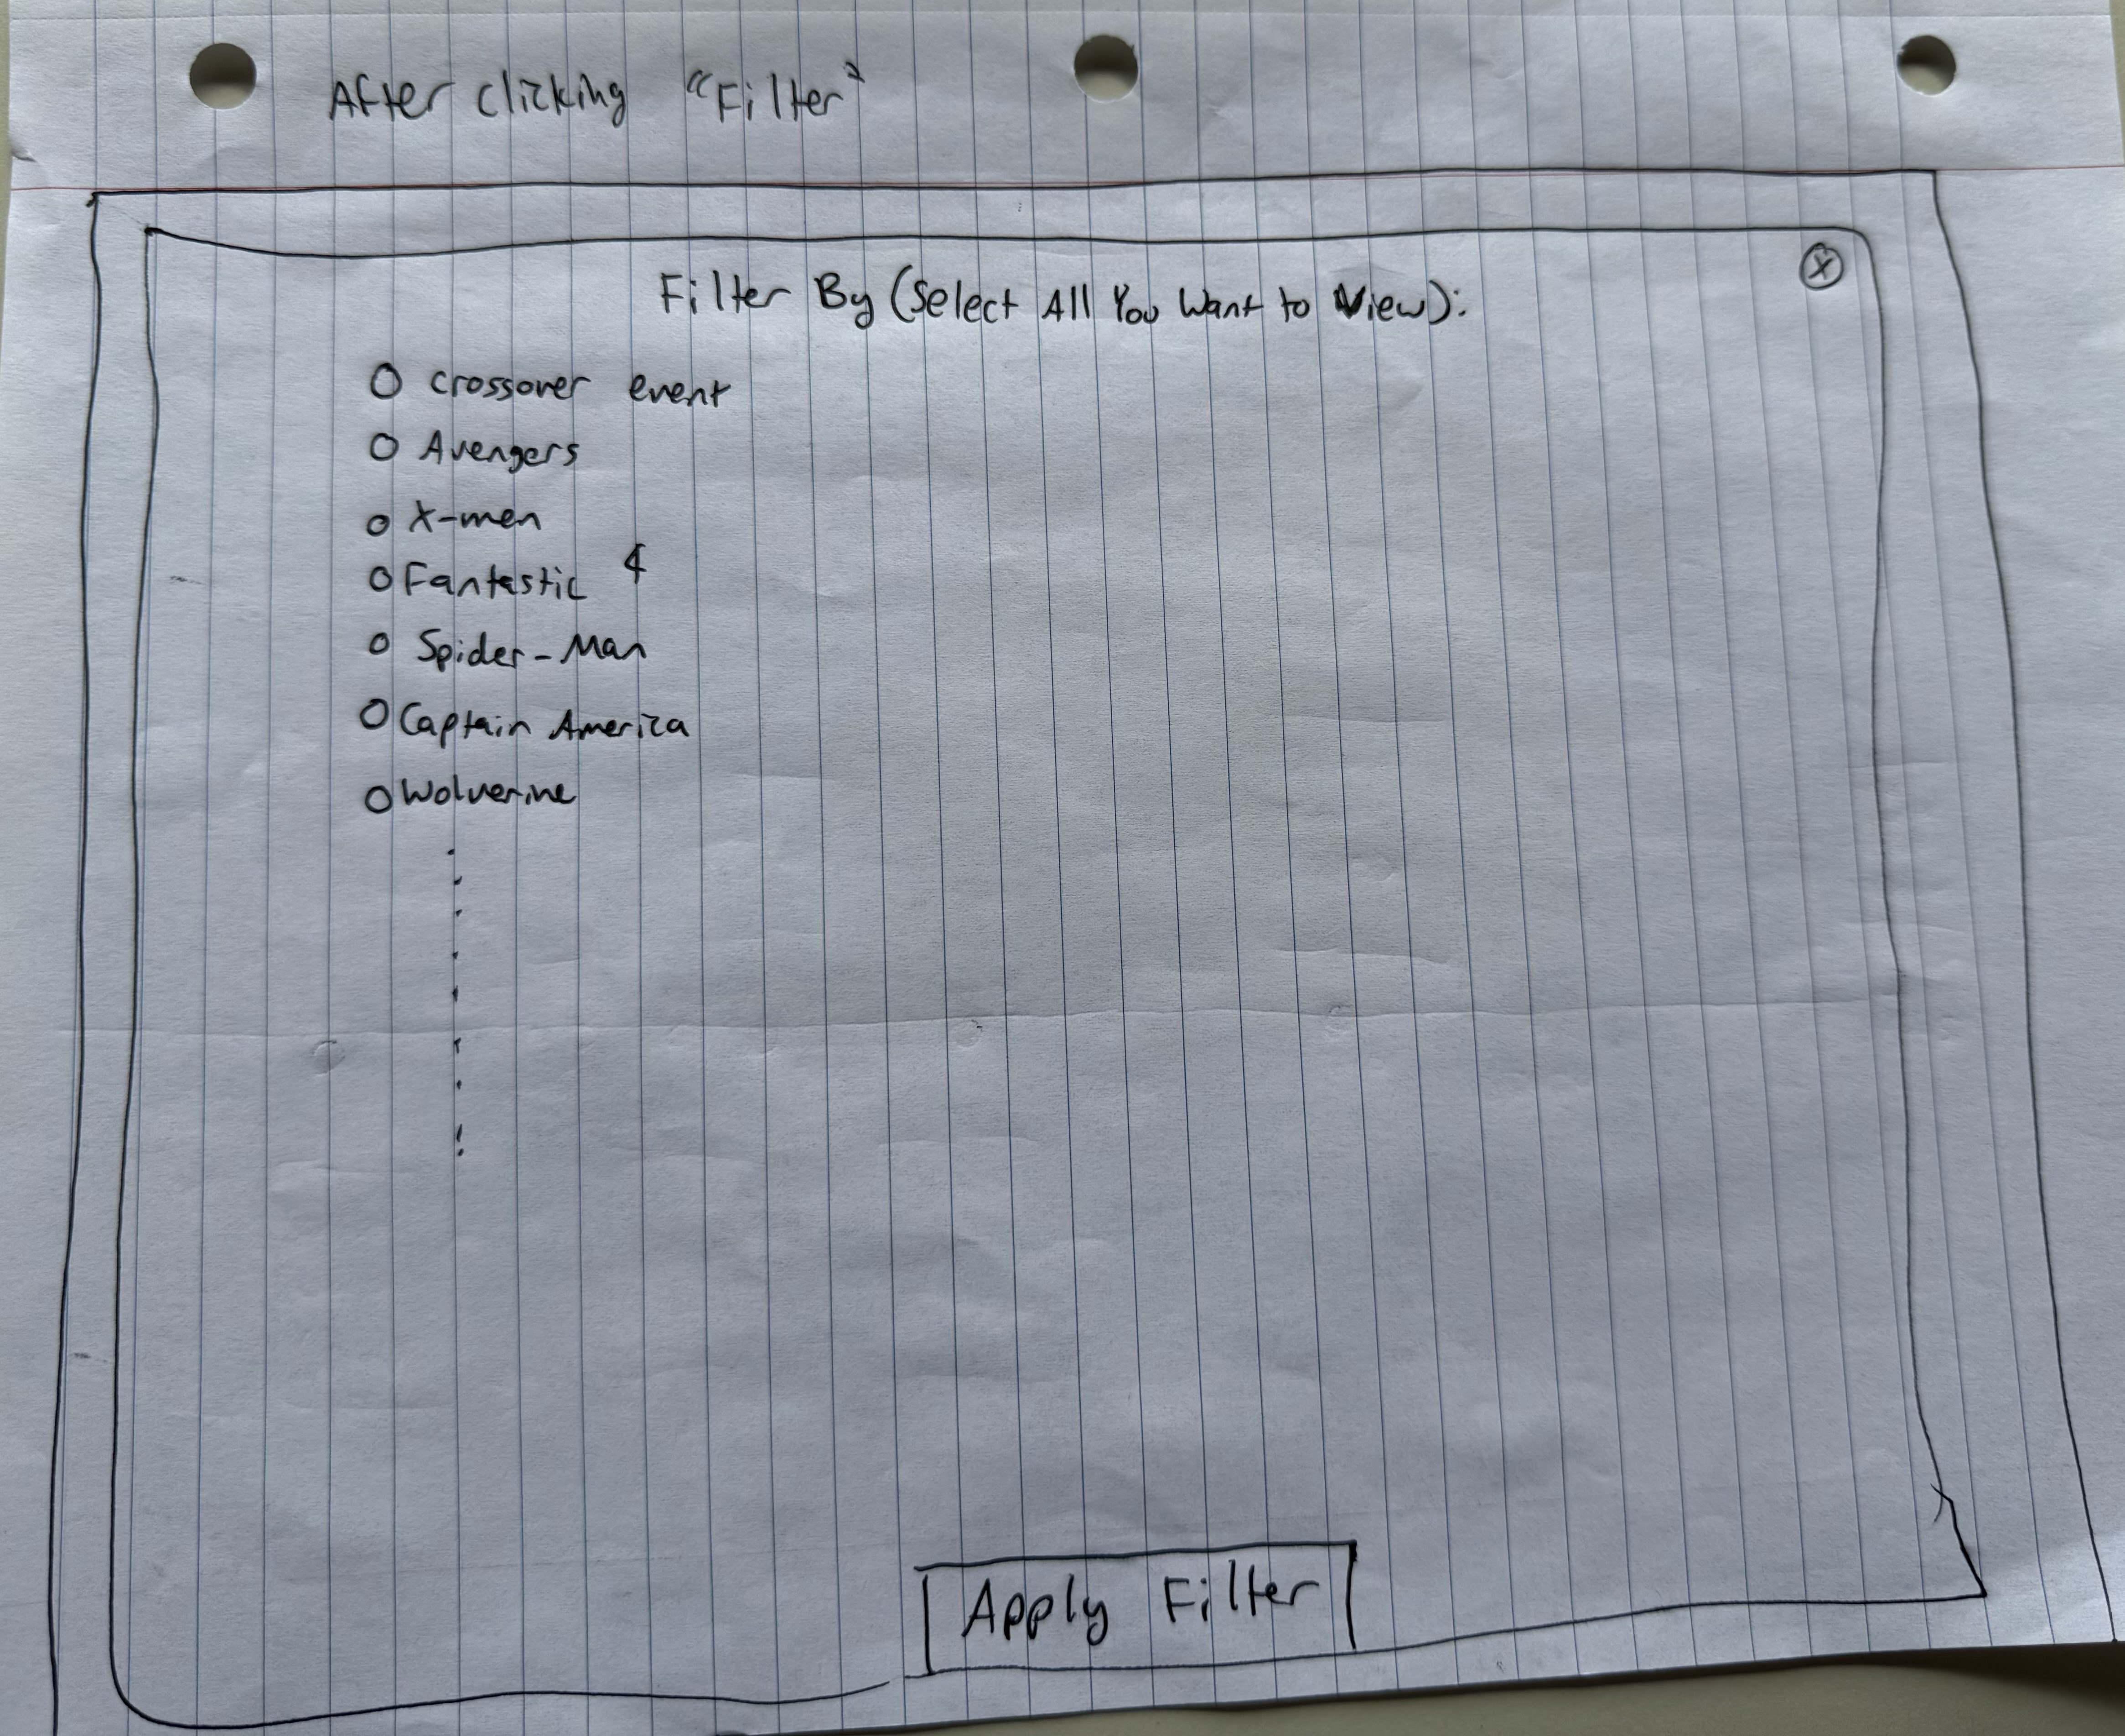 After clicking "Filter"
Filter By (Select All You Want to View):
crossover event
Avengers
X-men
Fantastic 4
Spider-Man
Captain America
Wolverine
Apply Filter